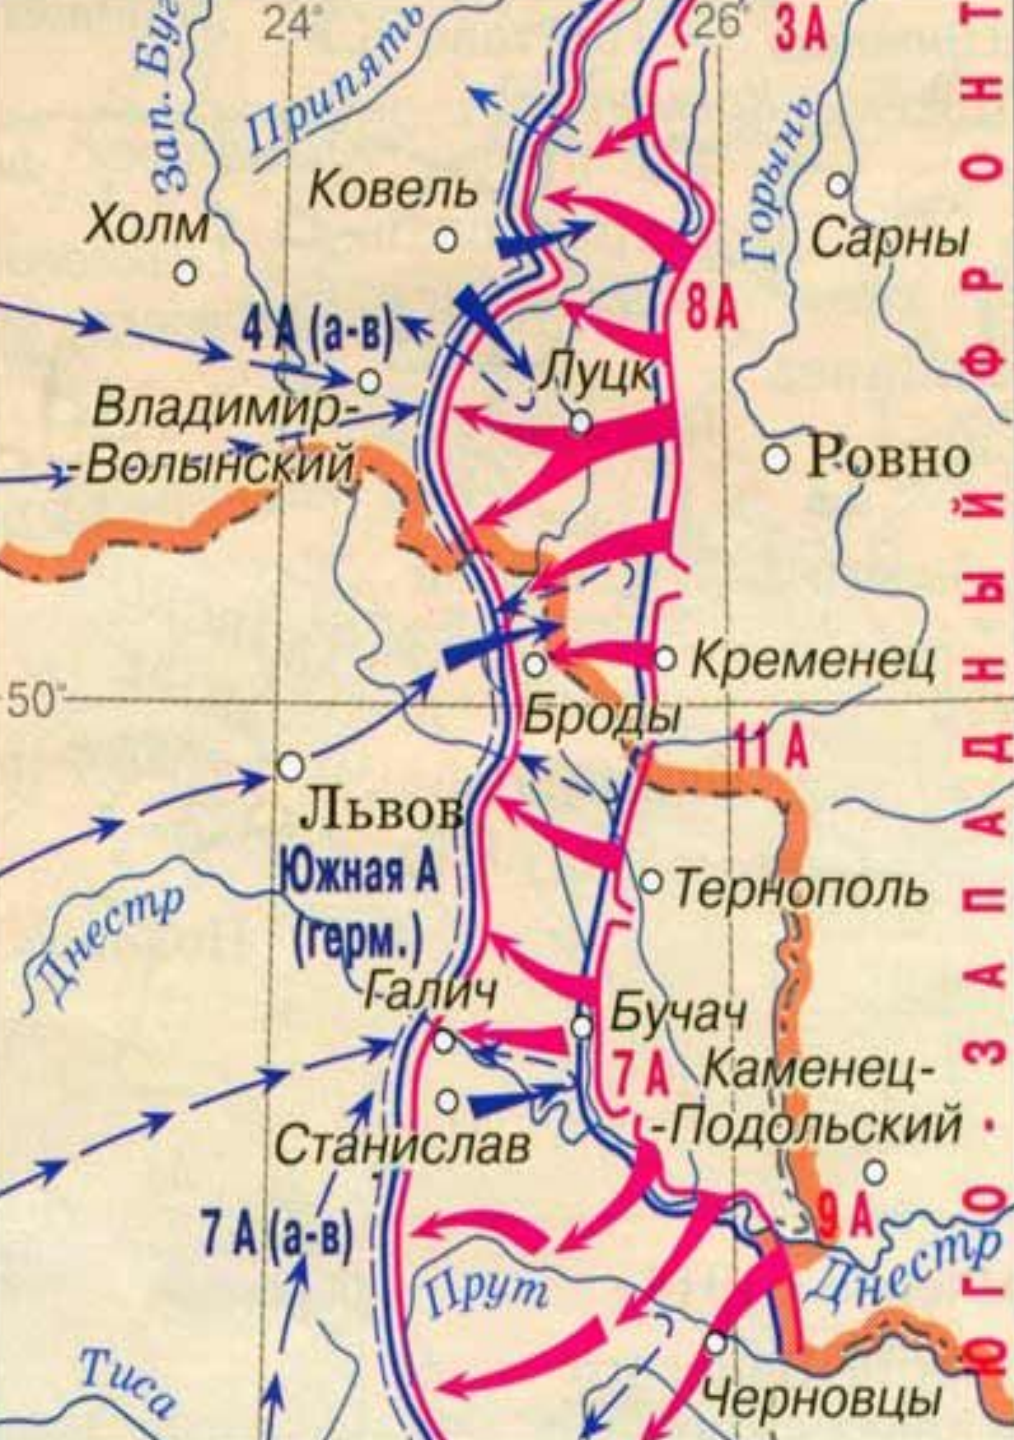 24°
26°
3 А
Зап. Буг
Припять
Горынь
Ковель
Холм
Сарны
8 А
4 А (а-в)
Луцк
Владимир-
-Волынский
Ровно
Кременец
50°
Броды
11 А
Львов
Южная А
(герм.)
Тернополь
Днестр
Галич
Бучач
7 А
Каменец-
-Подольский
Станислав
9 А
7 А (а-в)
Днестр
Прут
Тиса
Черновцы
ЮГО-ЗАПАДНЫЙ ФРОНТ